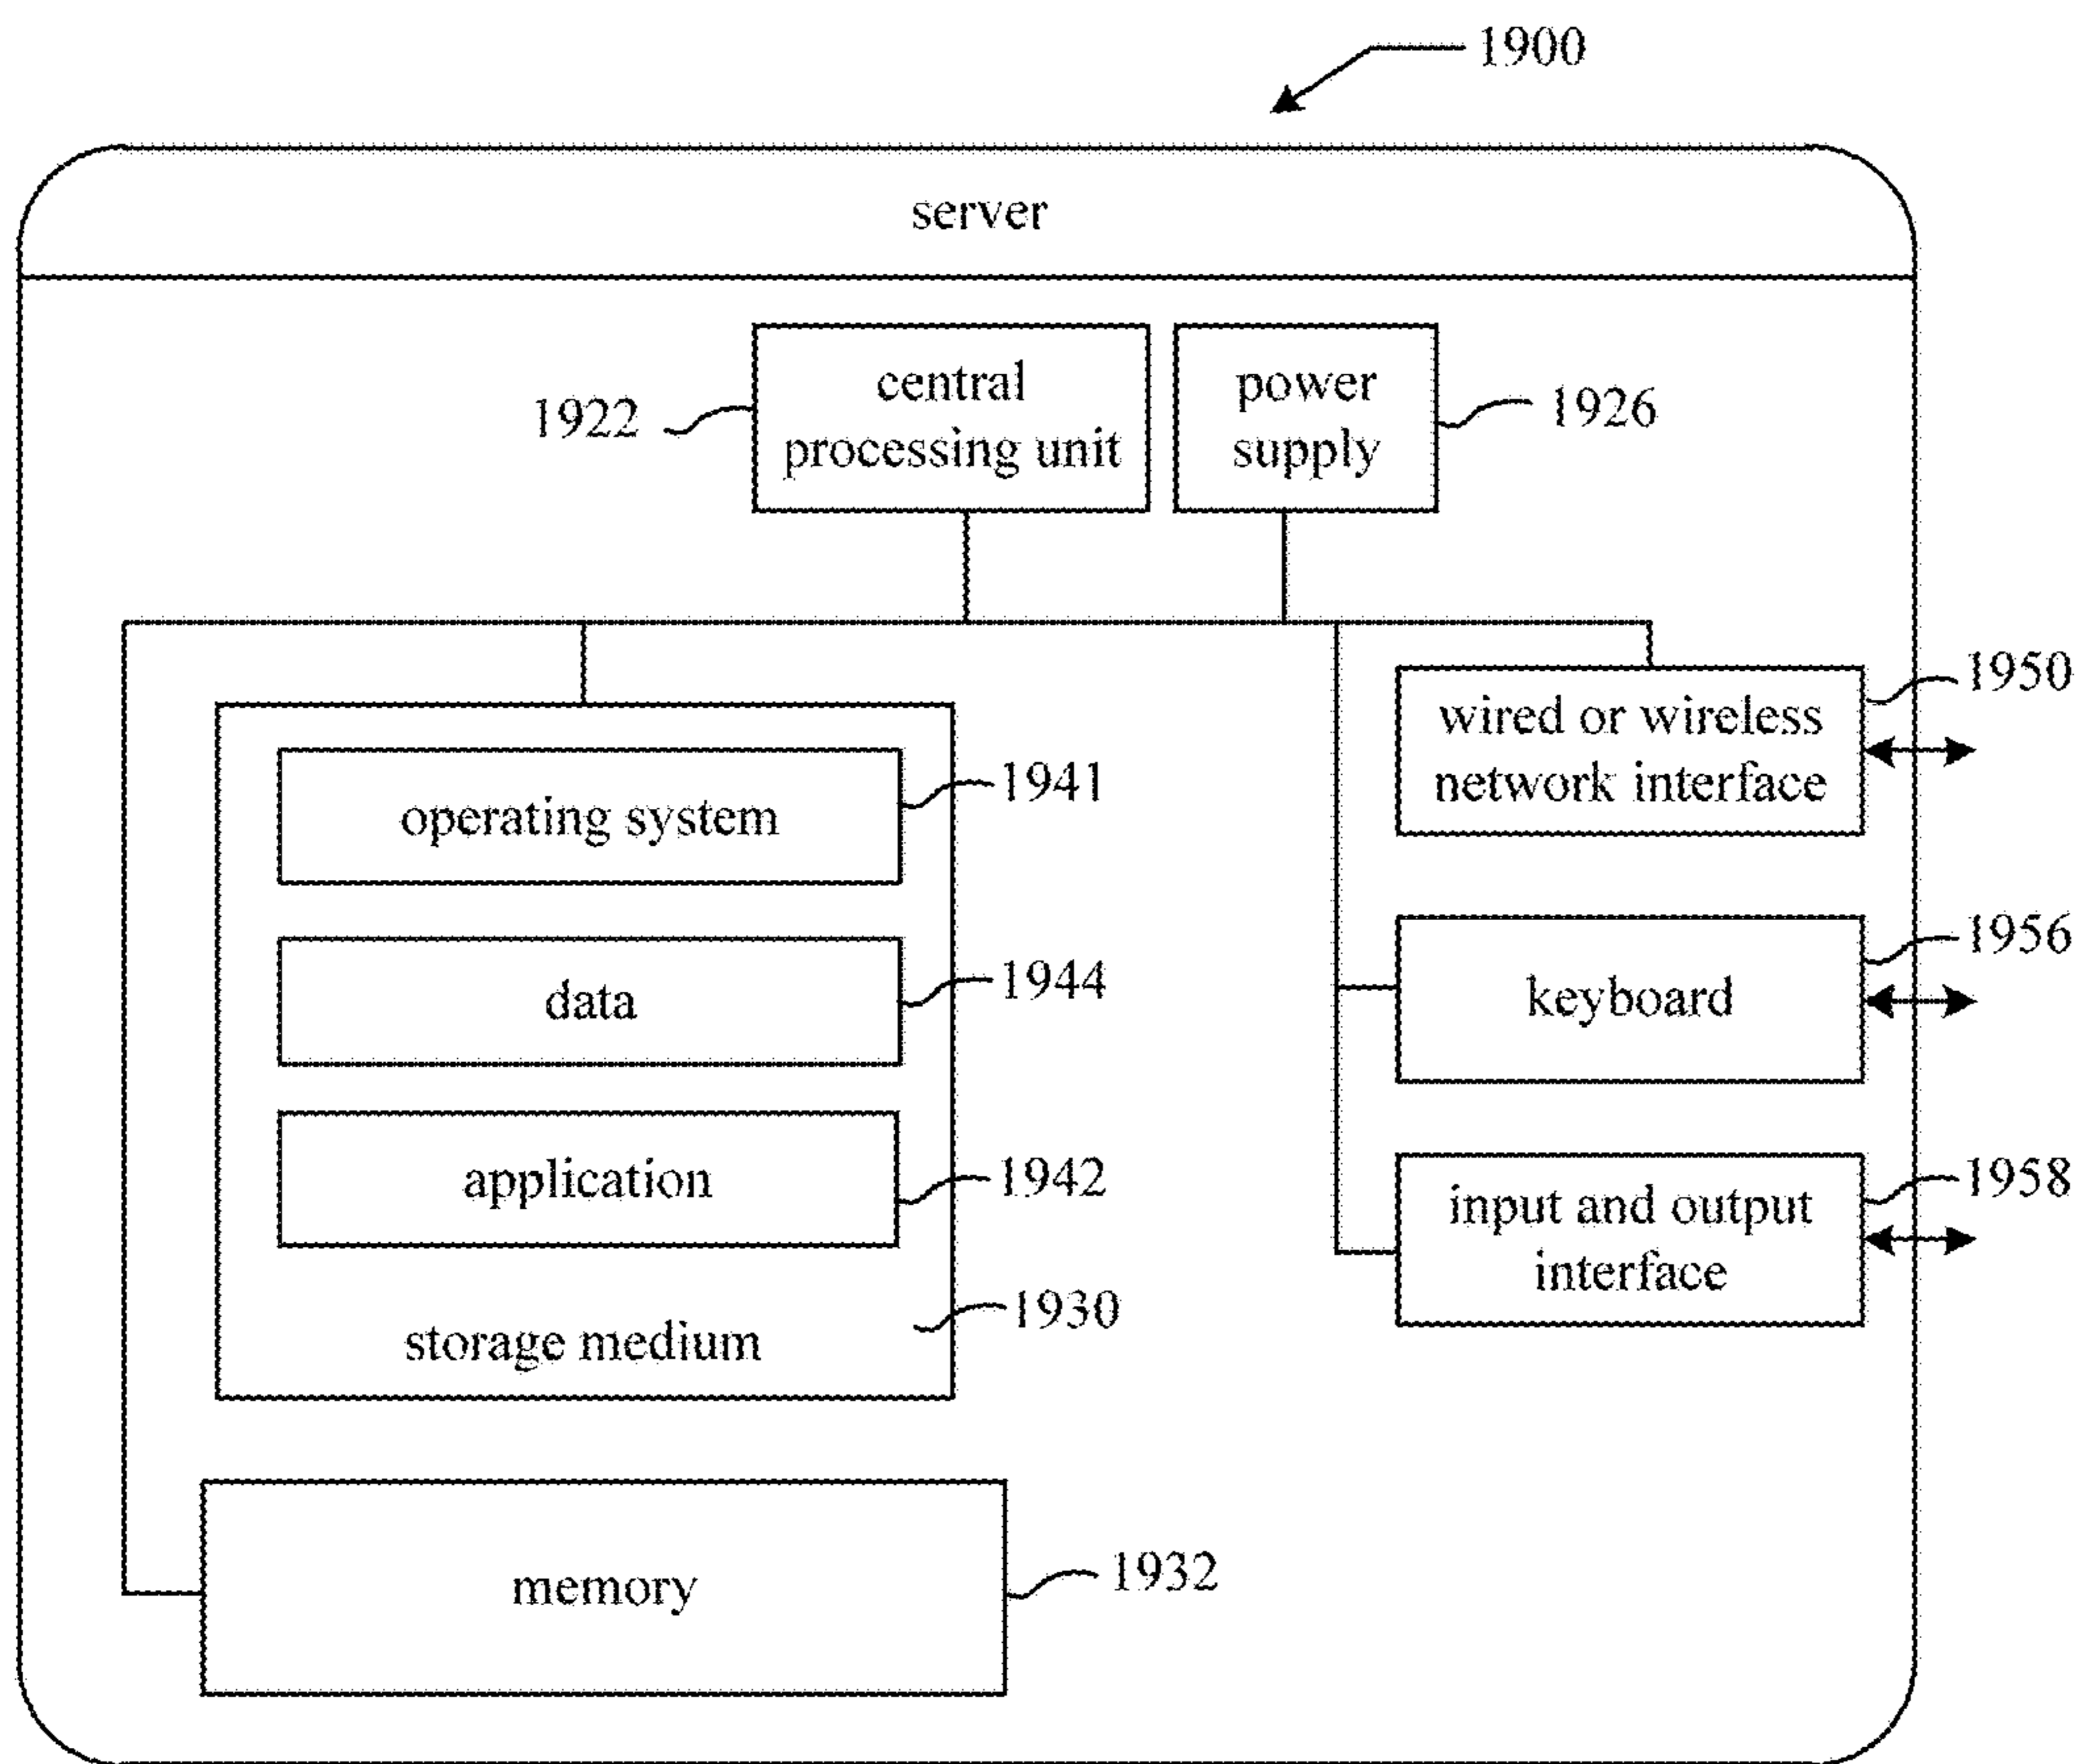 1900
server
central
processing unit
1922
power
supply
1926
wired or wireless
network interface
1950
operating system
1941
keyboard
1956
data
1944
application
1942
input and output
interface
1958
storage medium
1930
memory
1932